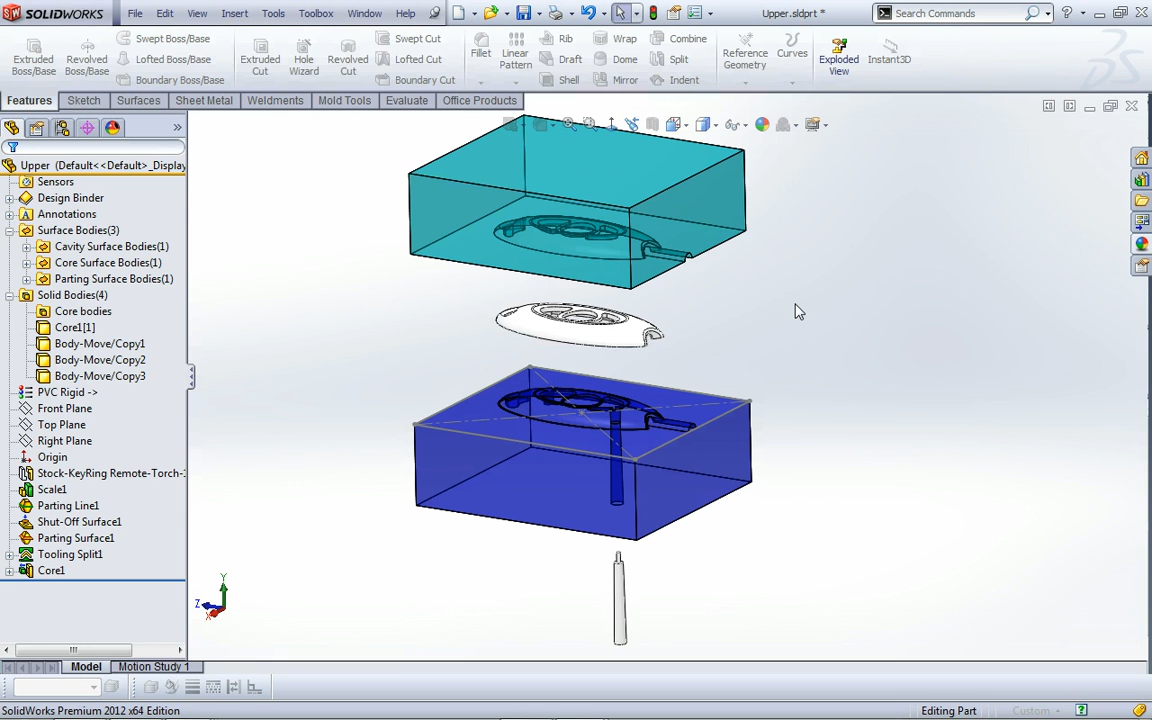 SOLIDWORKS File Edit View Insert Tools Toolbox Window Help Upper.sldprt * Search Commands
Extruded Boss/Base
Revolved Boss/Base
Swept Boss/Base
Lofted Boss/Base
Boundary Boss/Base
Extruded Cut
Hole Wizard
Revolved Cut
Swept Cut
Lofted Cut
Boundary Cut
Fillet
Linear Pattern
Rib
Draft
Shell
Wrap
Dome
Mirror
Combine
Split
Indent
Reference Geometry
Curves
Exploded View
Instant3D
Features Sketch Surfaces Sheet Metal Weldments Mold Tools Evaluate Office Products
Upper (Default<<Default>_Display
Sensors
Design Binder
Annotations
Surface Bodies(3)
Cavity Surface Bodies(1)
Core Surface Bodies(1)
Parting Surface Bodies(1)
Solid Bodies(4)
Core bodies
Core1[1]
Body-Move/Copy1
Body-Move/Copy2
Body-Move/Copy3
PVC Rigid ->
Front Plane
Top Plane
Right Plane
Origin
Stock-KeyRing Remote-Torch-
Scale1
Parting Line1
Shut-Off Surface1
Parting Surface1
Tooling Split1
Core1
Y
Z
X
Model Motion Study 1
SolidWorks Premium 2012 x64 Edition Editing Part Custom